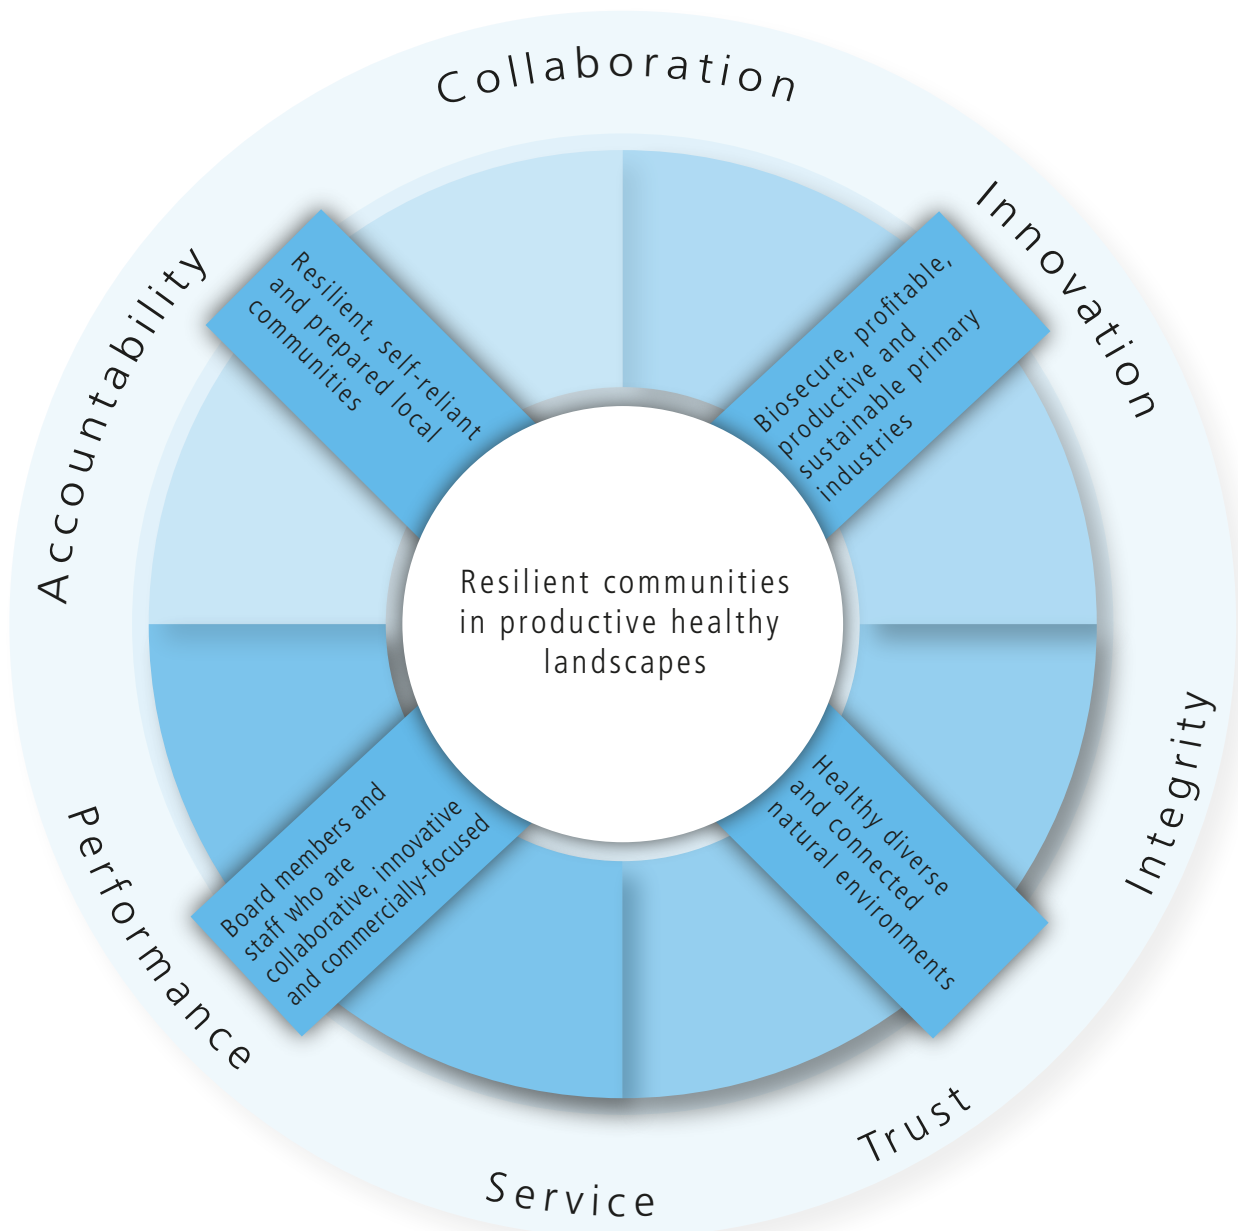 Collaboration
Innovation
Integrity
Trust
Service
Performance
Accountability
Resilient, self-reliant
and prepared local
communities
Biosecure, profitable,
productive and
sustainable primary
industries
Resilient communities
in productive healthy
landscapes
Board members and
staff who are
collaborative, innovative
and commercially-focused
Healthy diverse
and connected
natural environments